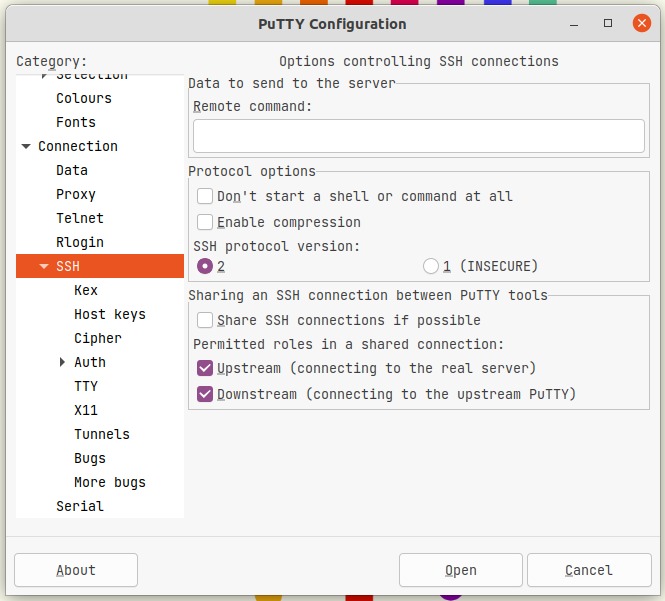 PuTTY Configuration
Category:
Selection
Colours
Fonts
Connection
Data
Proxy
Telnet
Rlogin
SSH
Kex
Host keys
Cipher
Auth
TTY
X11
Tunnels
Bugs
More bugs
Serial
Options controlling SSH connections
Data to send to the server
Remote command:
Protocol options
Don't start a shell or command at all
Enable compression
SSH protocol version:
2 1 (INSECURE)
Sharing an SSH connection between PuTTY tools
Share SSH connections if possible
Permitted roles in a shared connection:
Upstream (connecting to the real server)
Downstream (connecting to the upstream PuTTY)
About Open Cancel